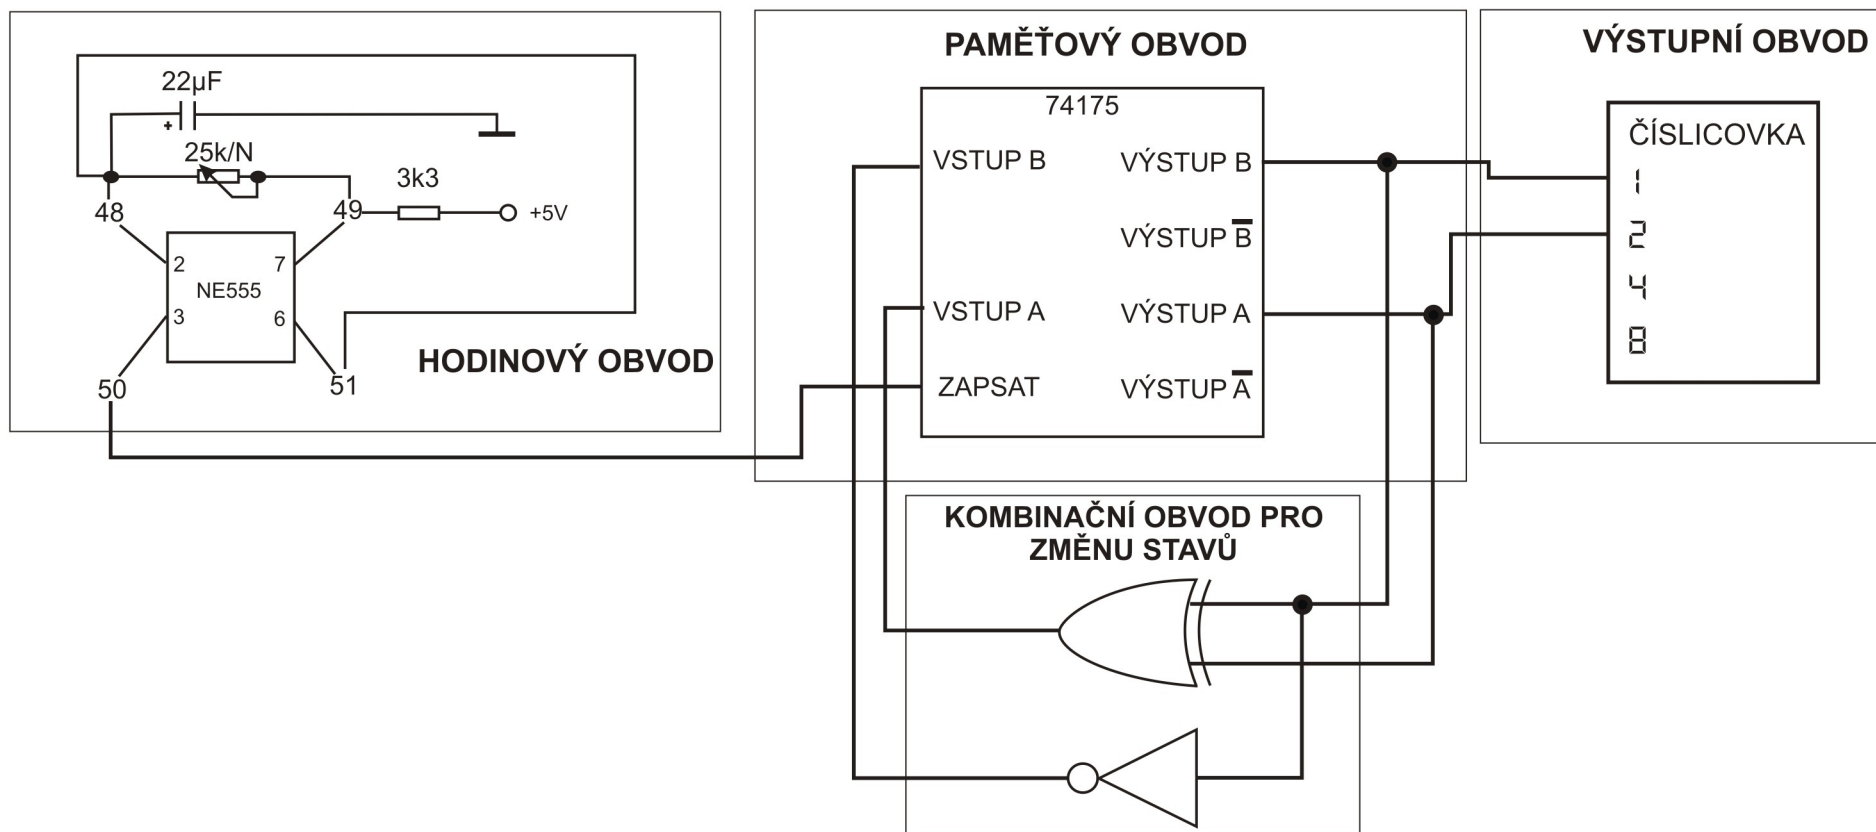 22µF
+
25k/N
3k3
48
49
+5V
2
7
NE555
3
6
50
51
HODINOVÝ OBVOD
PAMĚŤOVÝ OBVOD
74175
VSTUP B
VÝSTUP B
VÝSTUP B̅
VSTUP A
VÝSTUP A
ZAPSAT
VÝSTUP A̅
VÝSTUPNÍ OBVOD
ČÍSLICOVKA
1
2
4
8
KOMBINAČNÍ OBVOD PRO
ZMĚNU STAVŮ